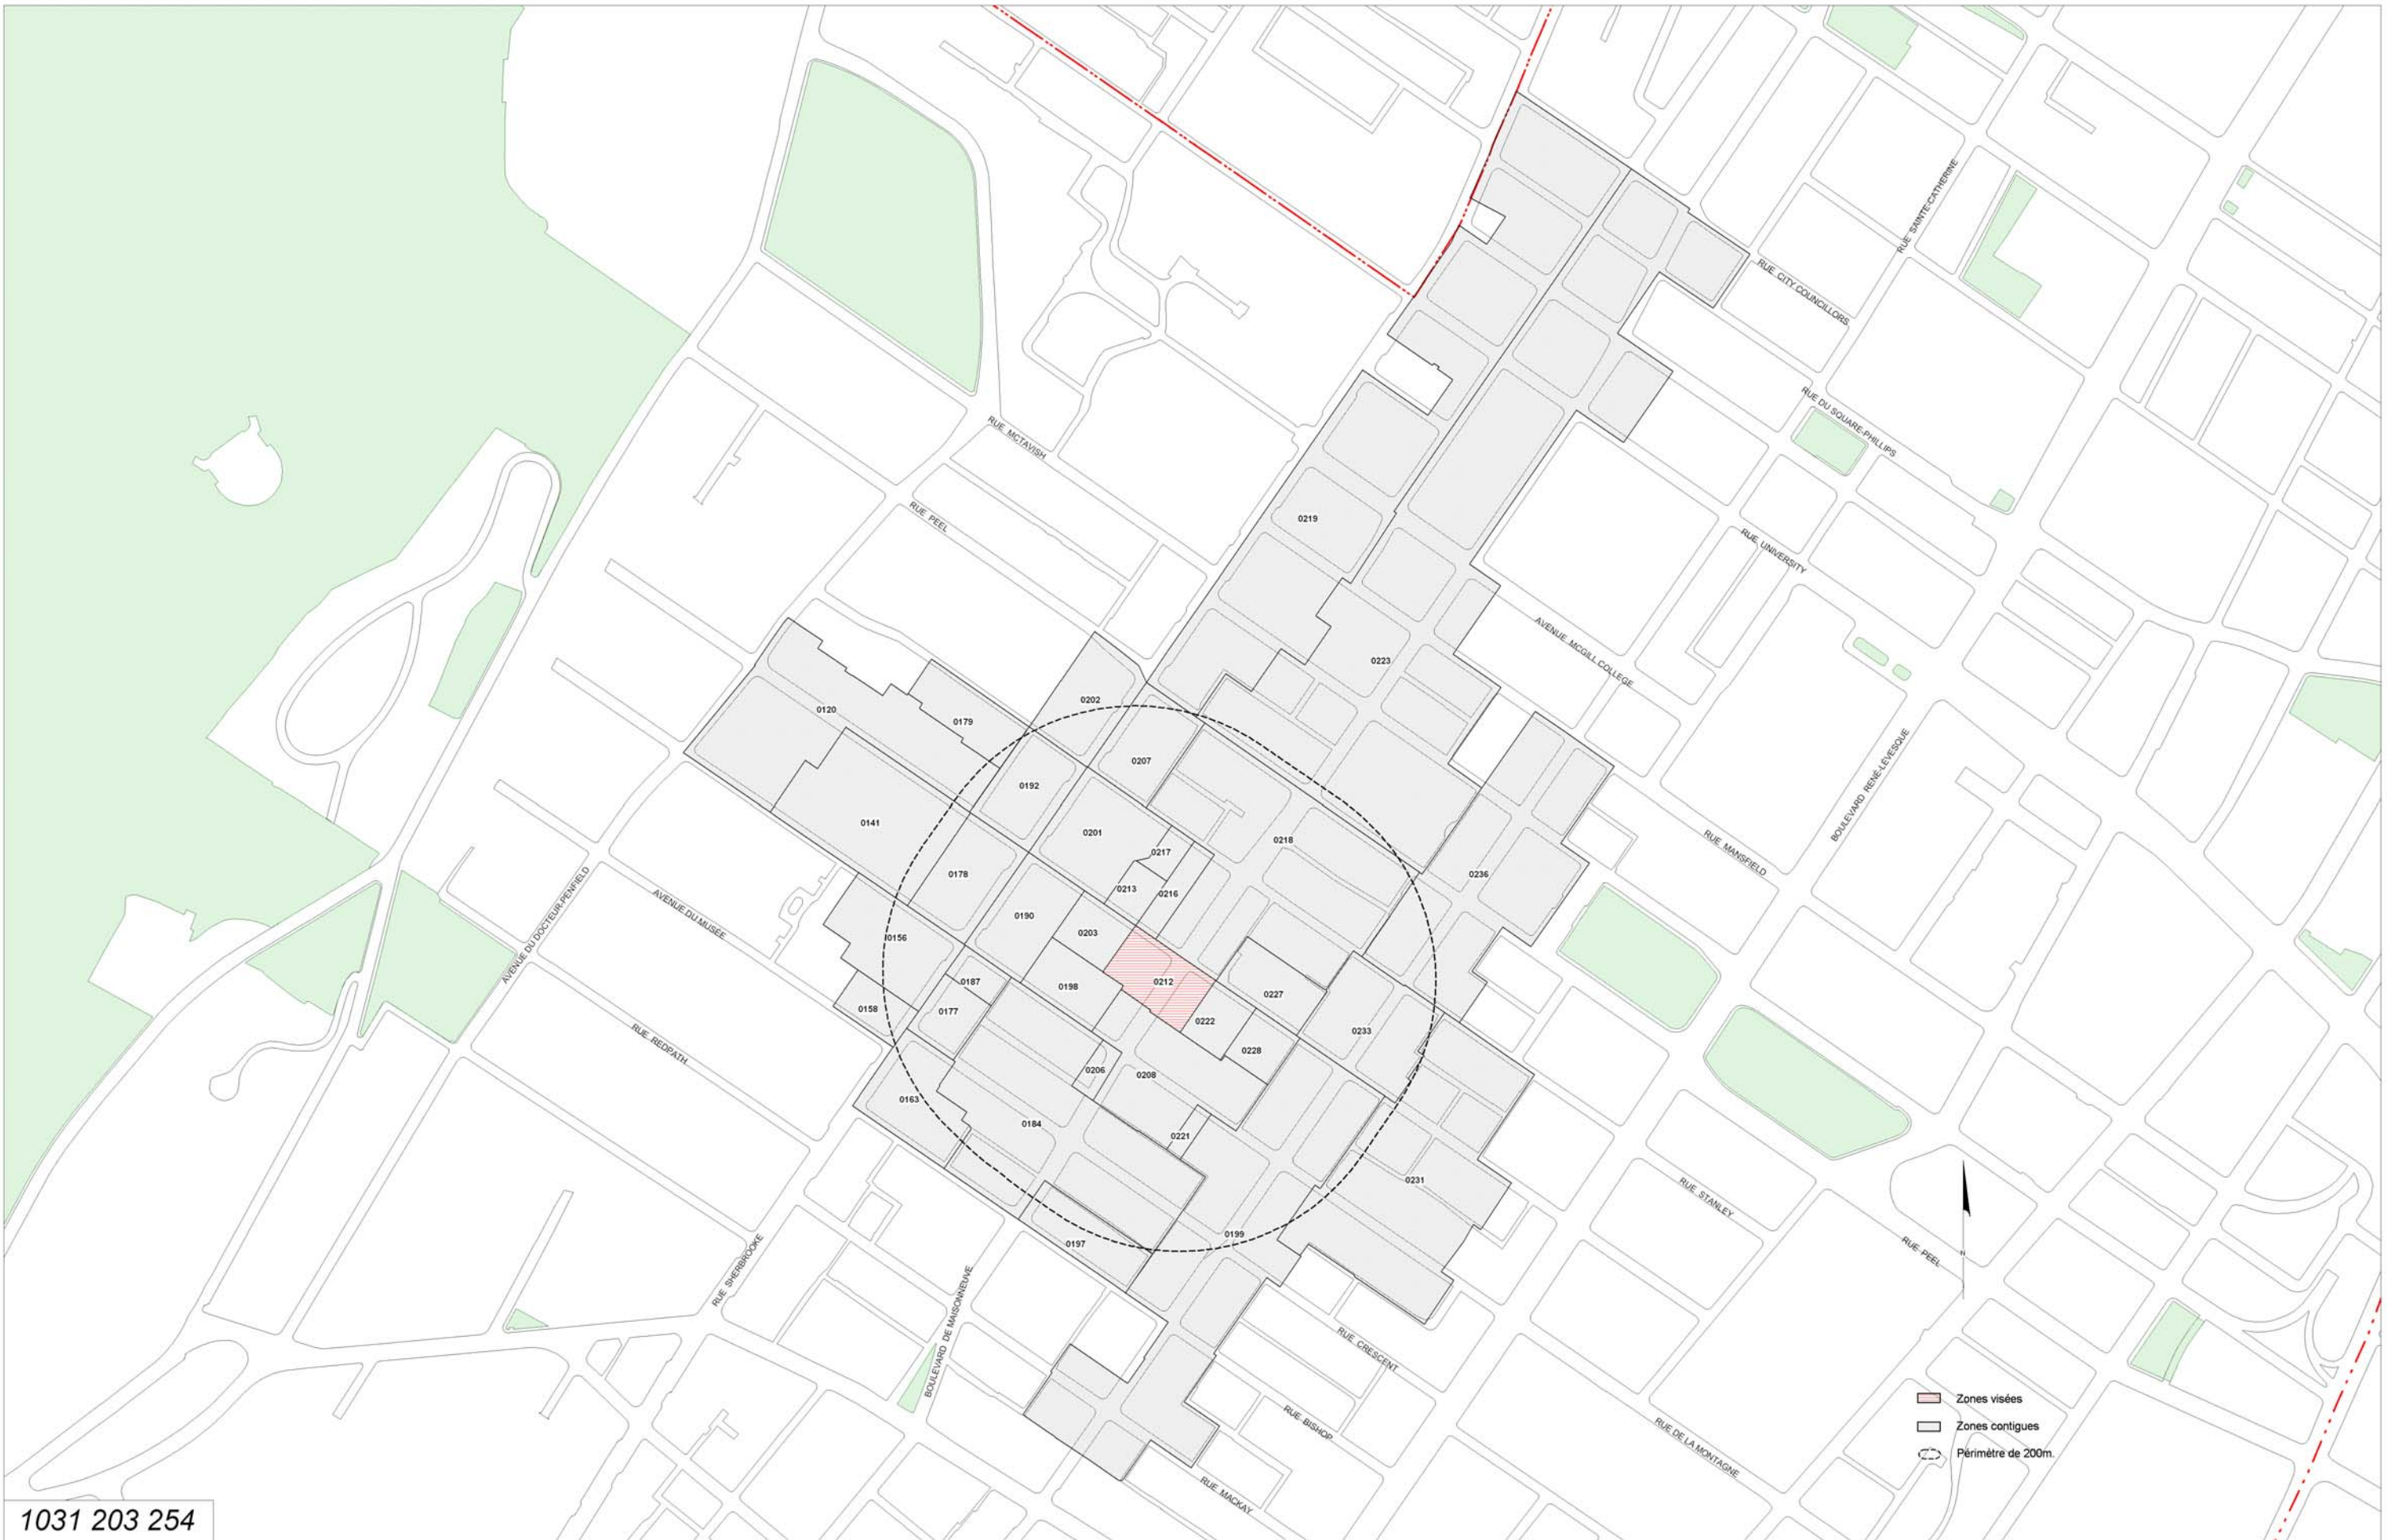 RUE SAINTE-CATHERINE
RUE CITY COUNCILLORS
RUE DU SQUARE-PHILLIPS
RUE MCTAVISH
RUE PEEL
0219
RUE UNIVERSITY
AVENUE MCGILL COLLEGE
0223
0202
0120
0179
0207
0192
0141
0201
0218
0217
BOULEVARD RENÉ-LÉVESQUE
RUE MANSFIELD
0178
0213
0216
0236
AVENUE DU DOCTEUR-PENFIELD
AVENUE DU MUSÉE
0190
0203
0156
0187
0198
0212
0227
0158
0177
0222
0233
RUE REDPATH
0228
0206
0208
0163
0184
0221
0231
RUE STANLEY
0199
0197
RUE PEEL
N
RUE SHERBROOKE
BOULEVARD DE MAISONNEUVE
RUE CRESCENT
RUE BISHOP
RUE DE LA MONTAGNE
RUE MACKAY
Zones visées
Zones contigues
Périmètre de 200m.
1031 203 254